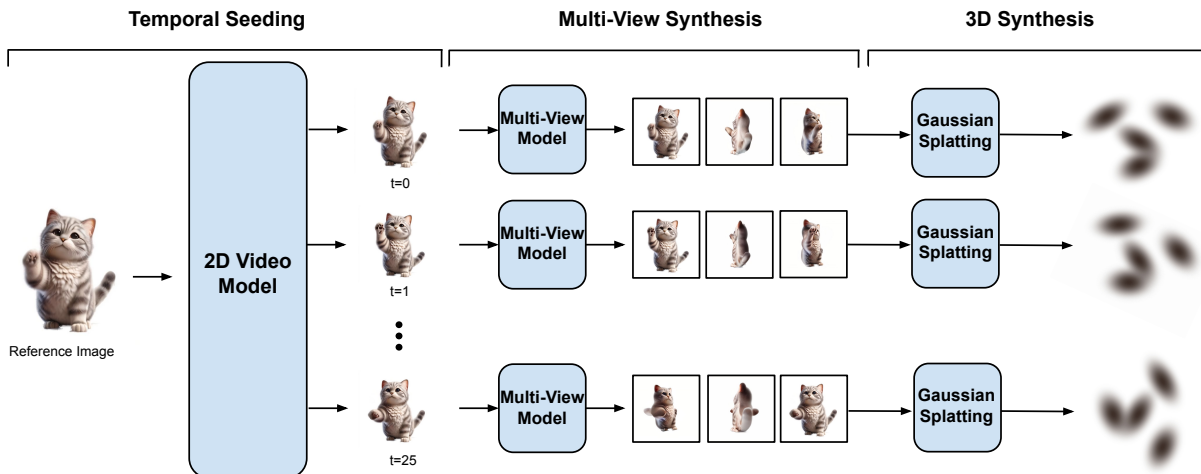 Temporal Seeding
Multi-View Synthesis
3D Synthesis
Reference Image
2D Video
Model
t=0
Multi-View
Model
Gaussian
Splatting
t=1
Multi-View
Model
Gaussian
Splatting
t=25
Multi-View
Model
Gaussian
Splatting